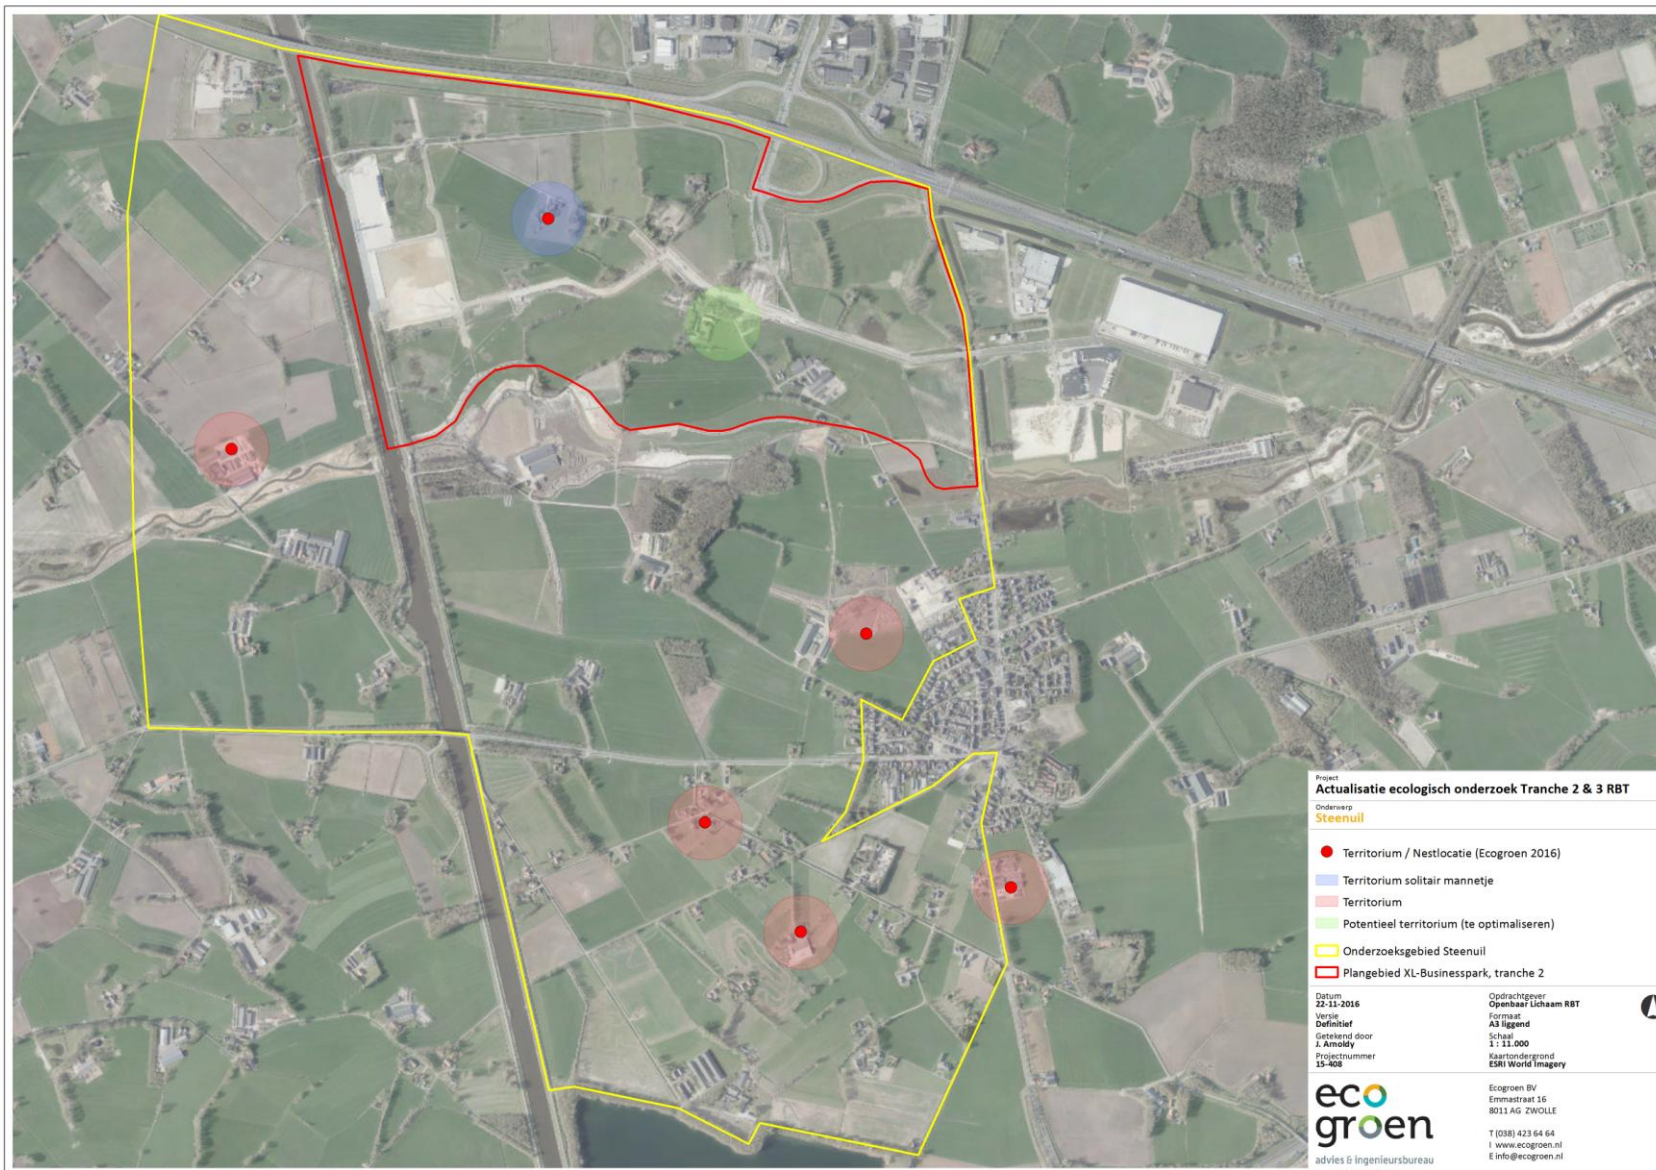 Project
Actualisatie ecologisch onderzoek Tranche 2 & 3 RBT
Onderwerp
Steenuil
Territorium / Nestlocatie (Ecogroen 2016)
Territorium solitair mannetje
Territorium
Potentieel territorium (te optimaliseren)
Onderzoeksgebied Steenuil
Plangebied XL-Businesspark, tranche 2
Datum
22-11-2016
Versie
Definitief
Getekend door
J. Arnoldy
Projectnummer
15-408
Opdrachtgever
Openbaar Lichaam RBT
Formaat
A3 liggend
Schaal
1 : 11.000
Kaartondergrond
ESRI World Imagery
eco
groen
advies & ingenieursbureau
Ecogroen BV
Emmastraat 16
8011 AG ZWOLLE
T (038) 423 64 64
I www.ecogroen.nl
E info@ecogroen.nl